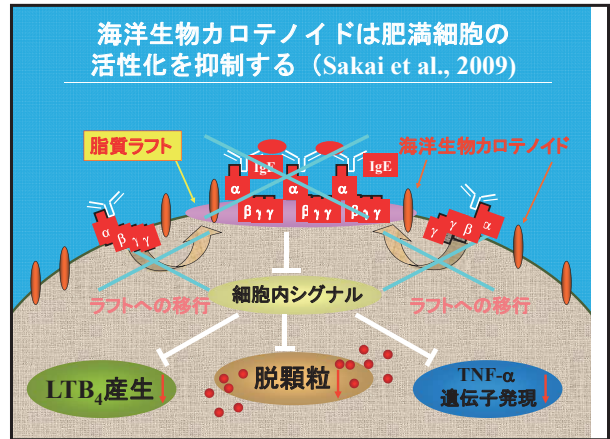 海洋生物カロテノイドは肥満細胞の
活性化を抑制する（Sakai et al., 2009)
脂質ラフト
海洋生物カロテノイド
IgE
IgE
α
α
α
β γ γ
β γ γ
β γ γ
α β γ γ
γ γ β α
ラフトへの移行
細胞内シグナル
ラフトへの移行
LTB4産生
脱顆粒
TNF-α
遺伝子発現